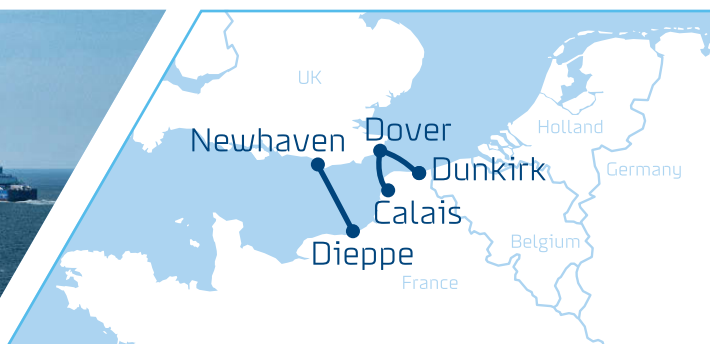 UK
Newhaven
Dover
Holland
Dunkirk
Germany
Calais
Dieppe
Belgium
France